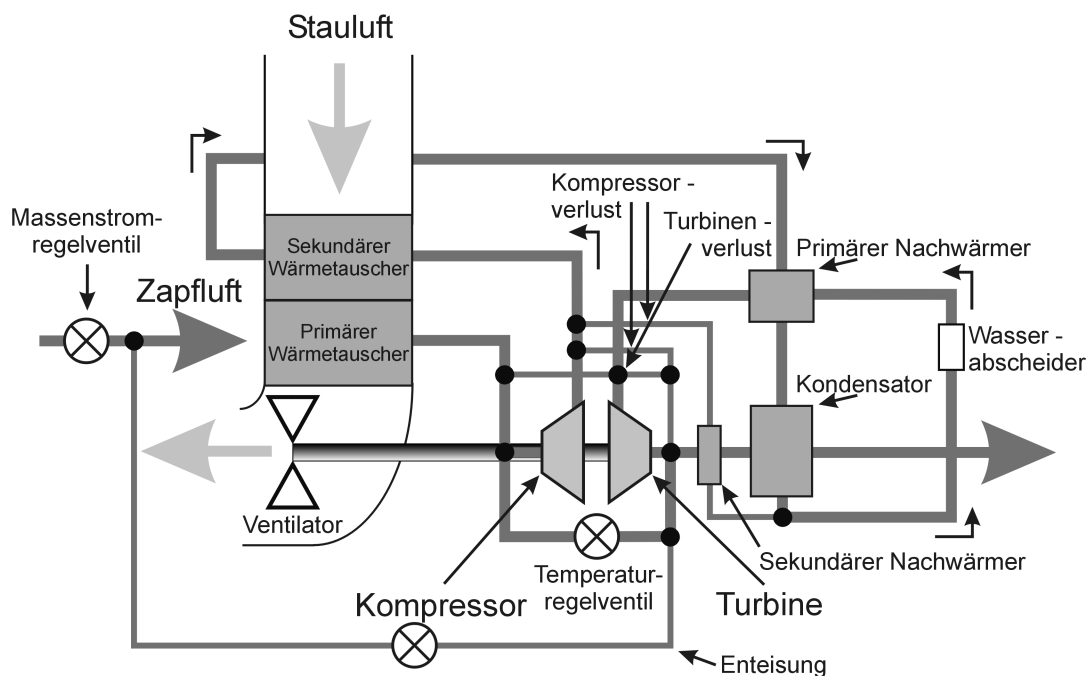 Stauluft
Kompressor -
verlust
Turbinen -
verlust
Massenstrom-
regelventil
Zapfluft
Sekundärer
Wärmetauscher
Primärer
Wärmetauscher
Primärer Nachwärmer
Wasser -
abscheider
Kondensator
Ventilator
Temperatur-
regelventil
Sekundärer Nachwärmer
Kompressor
Turbine
Enteisung